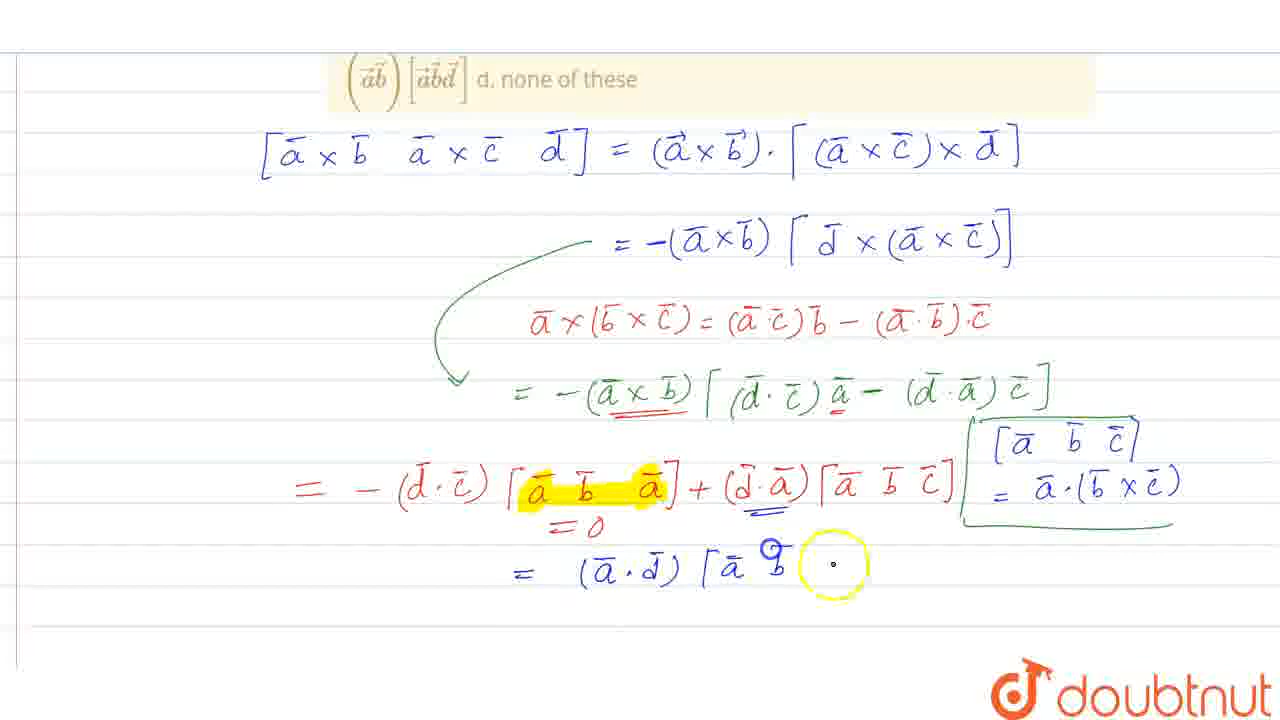 (a⃗b⃗) [a⃗b⃗d⃗] d. none of these
[a̅ × b̅ a̅ × c̅ d̅] = (a⃗ × b⃗) · [(a̅ × c̅) × d̅]
= -(a̅ × b̅) [d̅ × (a̅ × c̅)]
a̅ × (b̅ × c̅) = (a̅ · c̅) b̅ - (a̅ · b̅) · c̅
= -(a̅ × b̅) [(d̅ · c̅) a̅ - (d̅ · a̅) c̅]
[a̅ b̅ c̅]
= a̅ · (b̅ × c̅)
= - (d̅ · c̅) [a̅ b̅ a̅] + (d̅ · a̅) [a̅ b̅ c̅]
= 0
= (a̅ · d̅) [a̅ b̅
doubtnut